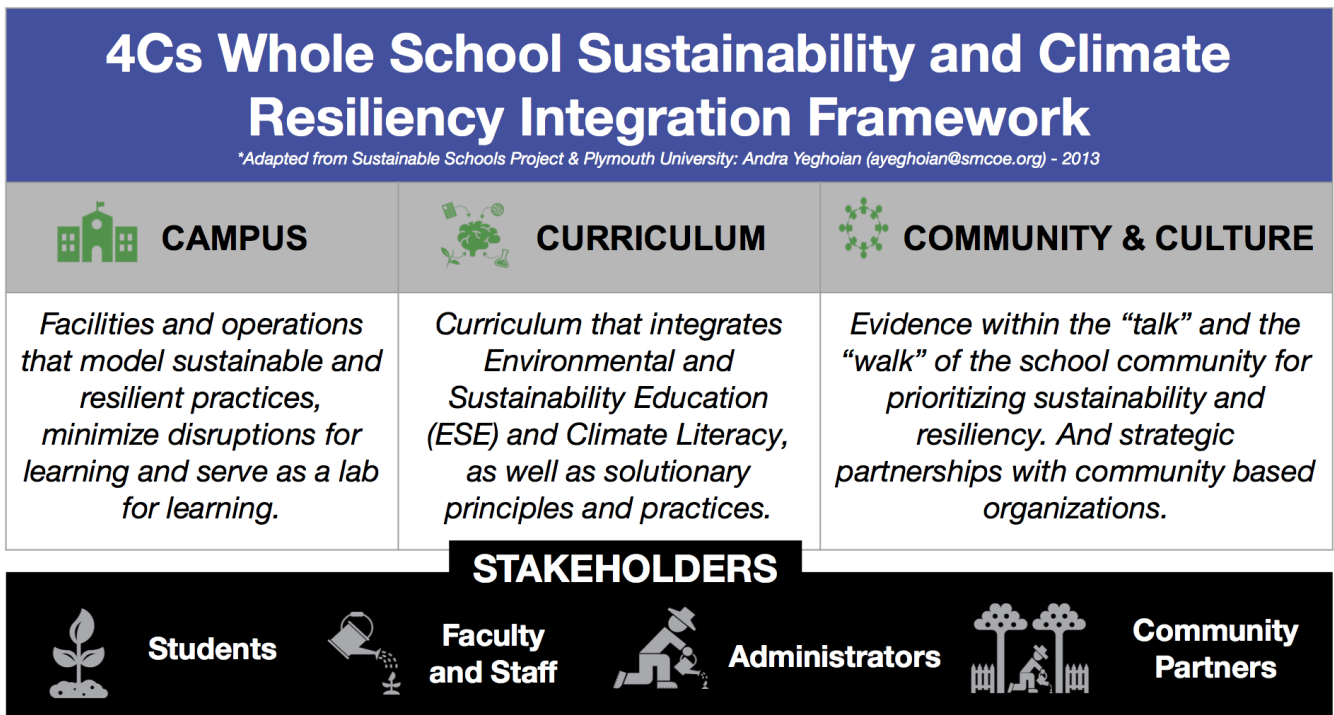 4Cs Whole School Sustainability and Climate
Resiliency Integration Framework
*Adapted from Sustainable Schools Project & Plymouth University: Andra Yeghoian (ayeghoian@smcoe.org) - 2013
CAMPUS
Facilities and operations
that model sustainable and
resilient practices,
minimize disruptions for
learning and serve as a lab
for learning.
CURRICULUM
Curriculum that integrates
Environmental and
Sustainability Education
(ESE) and Climate Literacy,
as well as solutionary
principles and practices.
COMMUNITY & CULTURE
Evidence within the “talk” and the
“walk” of the school community for
prioritizing sustainability and
resiliency. And strategic
partnerships with community based
organizations.
STAKEHOLDERS
Students
Faculty
and Staff
Administrators
Community
Partners